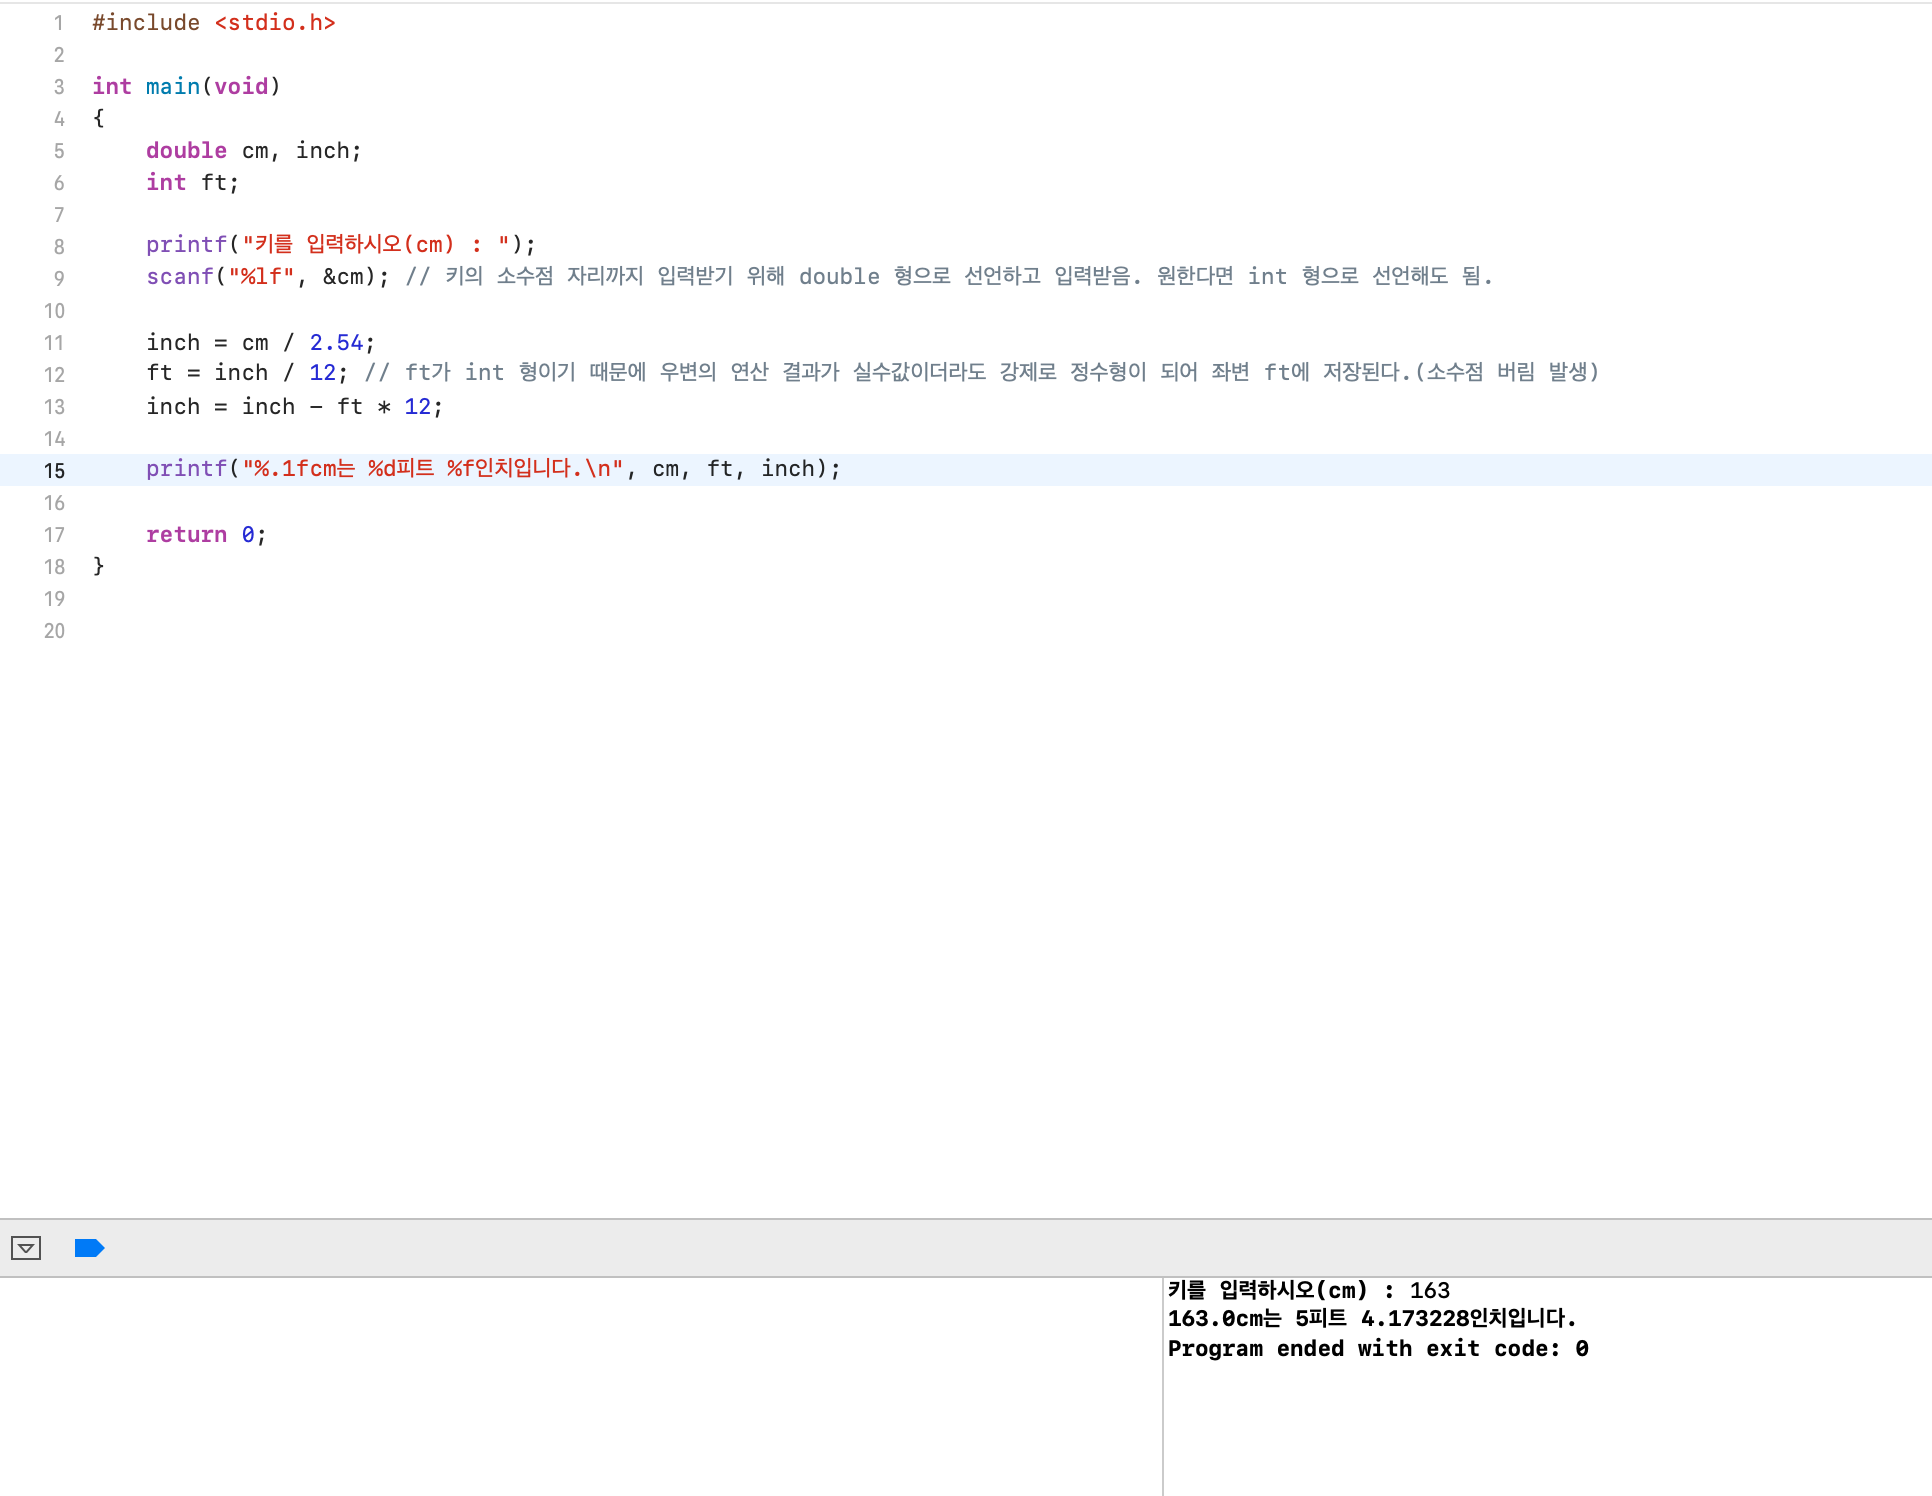 1 #include <stdio.h>
2
3 int main(void)
4 {
5     double cm, inch;
6     int ft;
7
8     printf("키를 입력하시오(cm) : ");
9     scanf("%lf", &cm); // 키의 소수점 자리까지 입력받기 위해 double 형으로 선언하고 입력받음. 원한다면 int 형으로 선언해도 됨.
10
11     inch = cm / 2.54;
12     ft = inch / 12; // ft가 int 형이기 때문에 우변의 연산 결과가 실수값이더라도 강제로 정수형이 되어 좌변 ft에 저장된다.(소수점 버림 발생)
13     inch = inch - ft * 12;
14
15     printf("%.1fcm는 %d피트 %f인치입니다.\n", cm, ft, inch);
16
17     return 0;
18 }
19
20
키를 입력하시오(cm) : 163
163.0cm는 5피트 4.173228인치입니다.
Program ended with exit code: 0